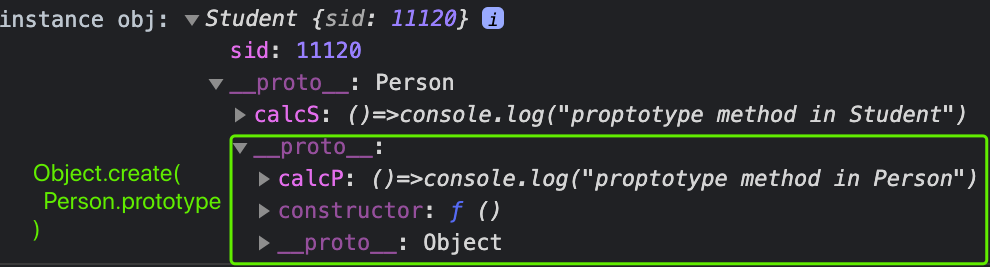 instance obj: ▼Student {sid: 11120} i
sid: 11120
▼__proto__: Person
▶calcS: ()=>console.log("proptotype method in Student")
▼__proto__:
▶calcP: ()=>console.log("proptotype method in Person")
▶constructor: ƒ ()
▶__proto__: Object
Object.create(
Person.prototype
)